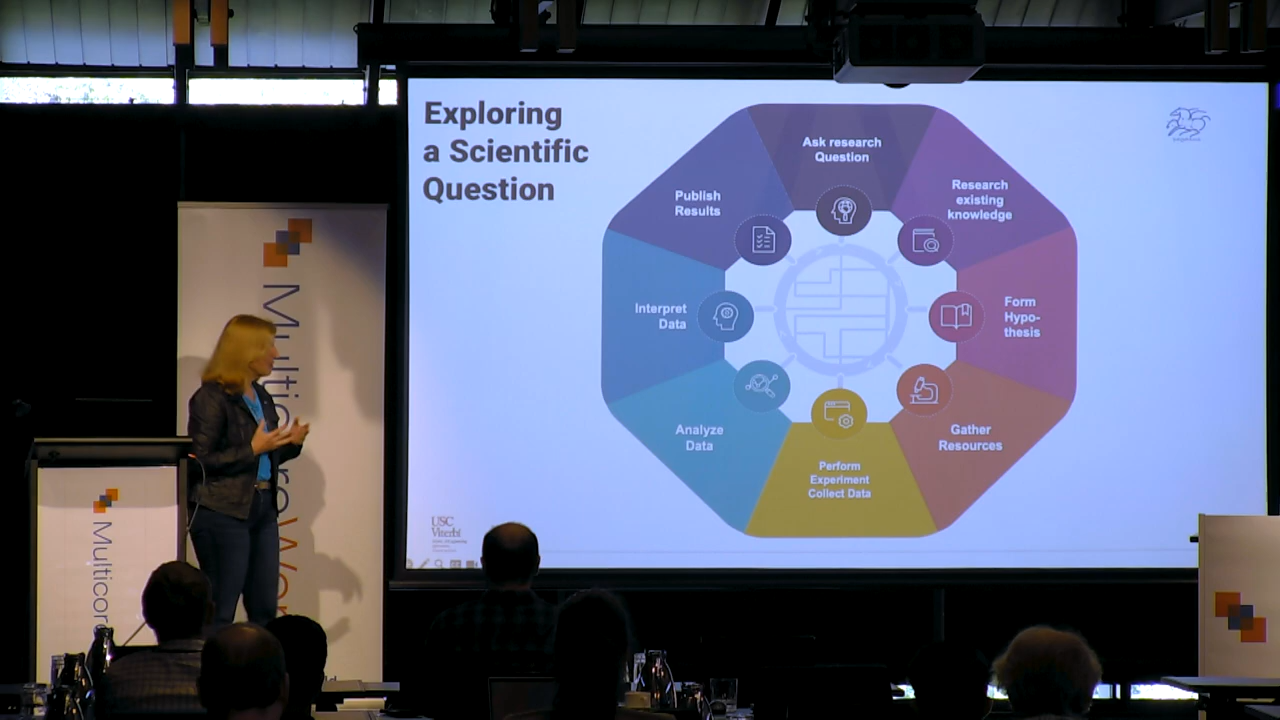 Exploring
a Scientific
Question
Ask research
Question
Research
existing
knowledge
Form
Hypo-
thesis
Gather
Resources
Perform
Experiment
Collect Data
Analyze
Data
Interpret
Data
Publish
Results
USC
Viterbi
Multicore
Multicor